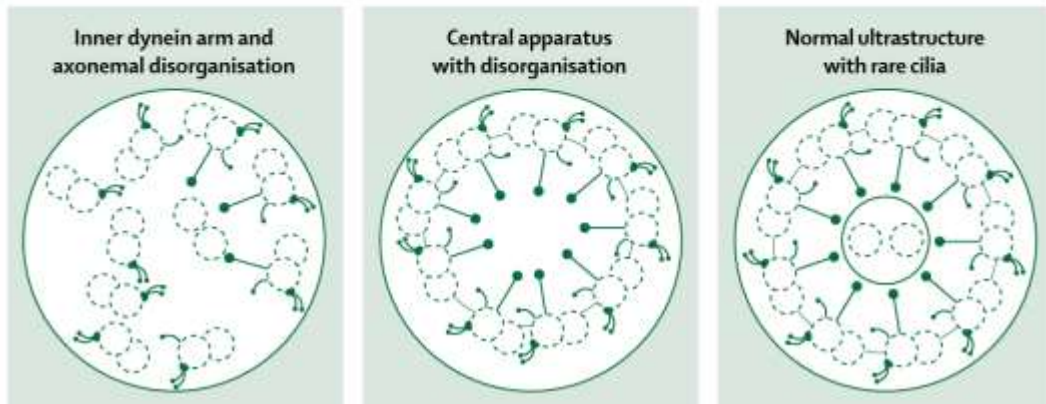 Inner dynein arm and
axonemal disorganisation
Central apparatus
with disorganisation
Normal ultrastructure
with rare cilia